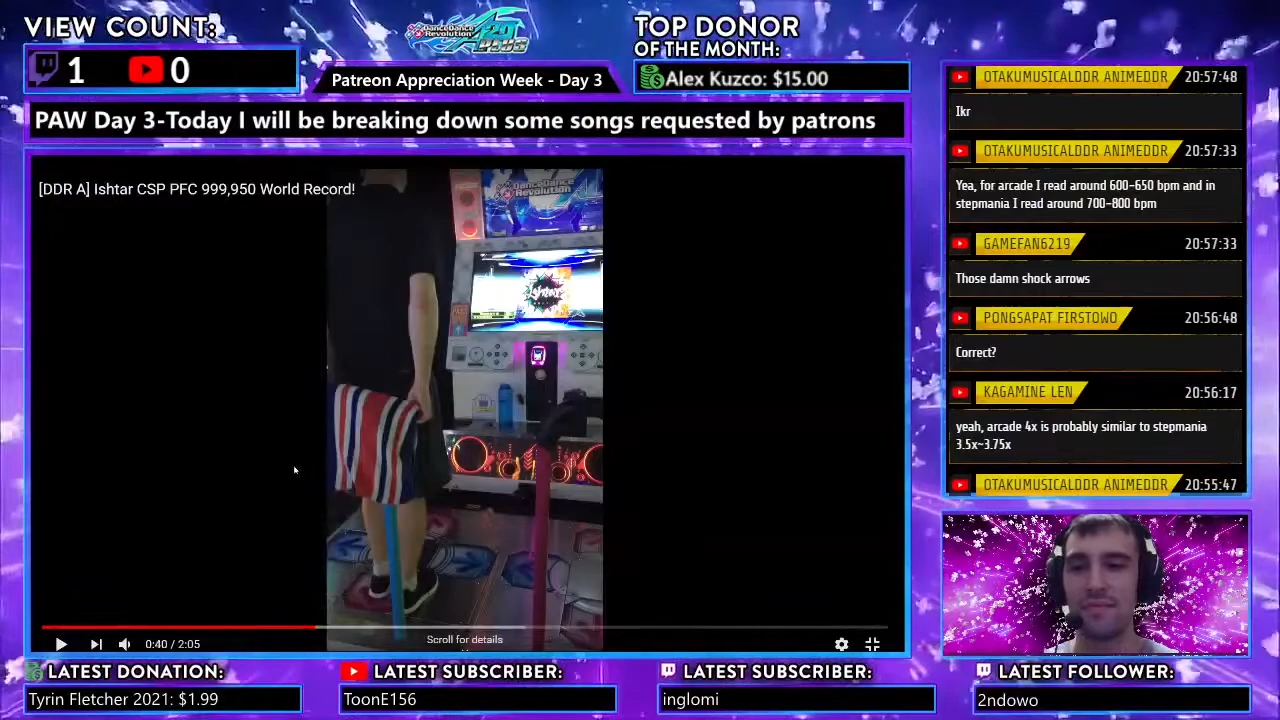 VIEW COUNT:
1
0
DanceDanceRevolution A20 PLUS
Patreon Appreciation Week - Day 3
TOP DONOR
OF THE MONTH:
Alex Kuzco: $15.00
PAW Day 3-Today I will be breaking down some songs requested by patrons
[DDR A] Ishtar CSP PFC 999,950 World Record!
DanceDance
Revolution
0:40 / 2:05
Scroll for details
OTAKUMUSICALDDR ANIMEDDR 20:57:48
Ikr
OTAKUMUSICALDDR ANIMEDDR 20:57:33
Yea, for arcade I read around 600-650 bpm and in
stepmania I read around 700-800 bpm
GAMEFAN6219 20:57:33
Those damn shock arrows
PONGSAPAT FIRSTOWO 20:56:48
Correct?
KAGAMINE LEN 20:56:17
yeah, arcade 4x is probably similar to stepmania
3.5x~3.75x
OTAKUMUSICALDDR ANIMEDDR 20:55:47
LATEST DONATION:
Tyrin Fletcher 2021: $1.99
LATEST SUBSCRIBER:
ToonE156
LATEST SUBSCRIBER:
inglomi
LATEST FOLLOWER:
2ndowo